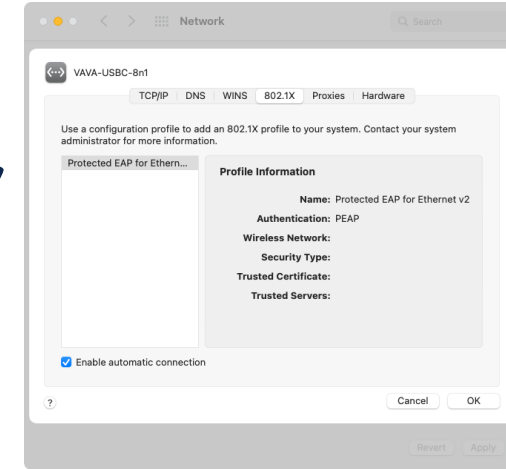 Network
Search
VAVA-USBC-8n1
TCP/IP DNS WINS 802.1X Proxies Hardware
Use a configuration profile to add an 802.1X profile to your system. Contact your system
administrator for more information.
Protected EAP for Ethern...
Profile Information
Name: Protected EAP for Ethernet v2
Authentication: PEAP
Wireless Network:
Security Type:
Trusted Certificate:
Trusted Servers:
Enable automatic connection
? Cancel OK
Revert Apply